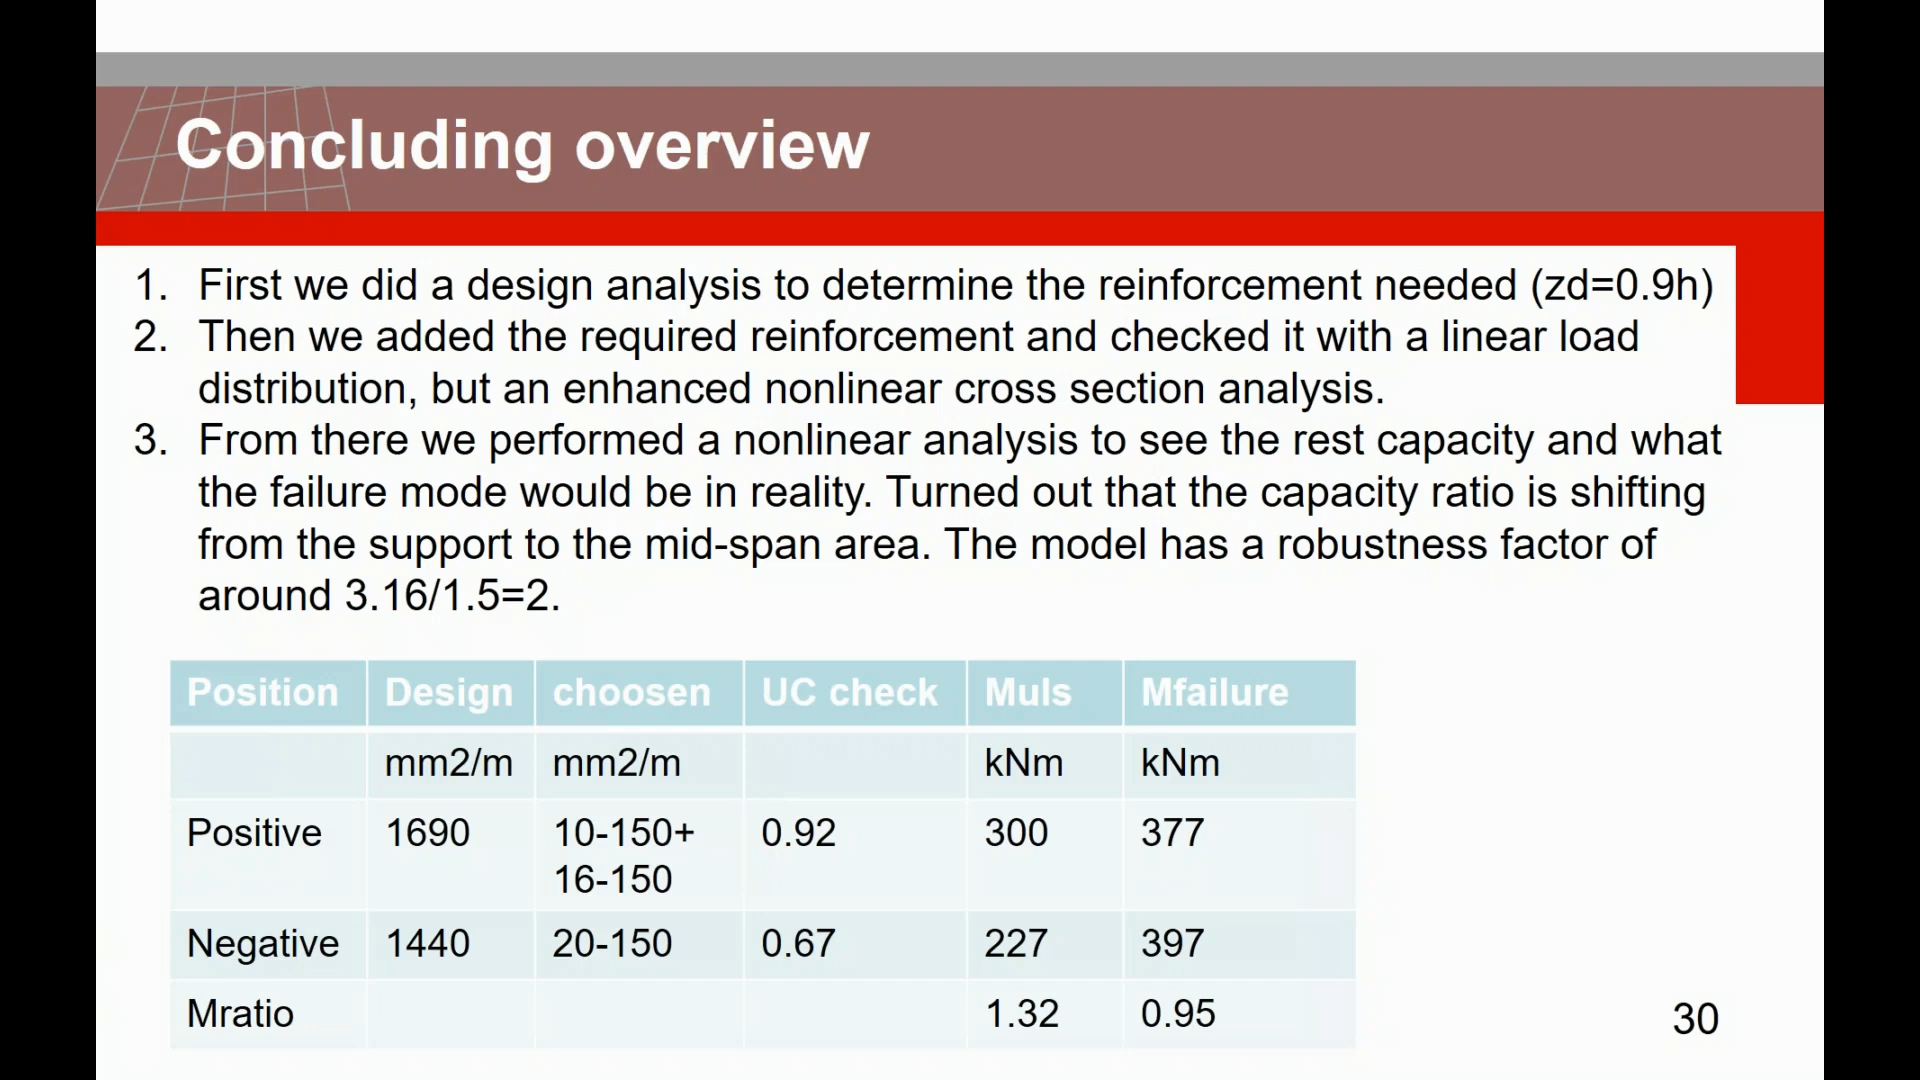 Concluding overview
1. First we did a design analysis to determine the reinforcement needed (zd=0.9h)
2. Then we added the required reinforcement and checked it with a linear load
distribution, but an enhanced nonlinear cross section analysis.
3. From there we performed a nonlinear analysis to see the rest capacity and what
the failure mode would be in reality. Turned out that the capacity ratio is shifting
from the support to the mid-span area. The model has a robustness factor of
around 3.16/1.5=2.
Position Design choosen UC check Muls Mfailure
mm2/m mm2/m kNm kNm
Positive 1690 10-150+ 0.92 300 377
16-150
Negative 1440 20-150 0.67 227 397
Mratio 1.32 0.95
30